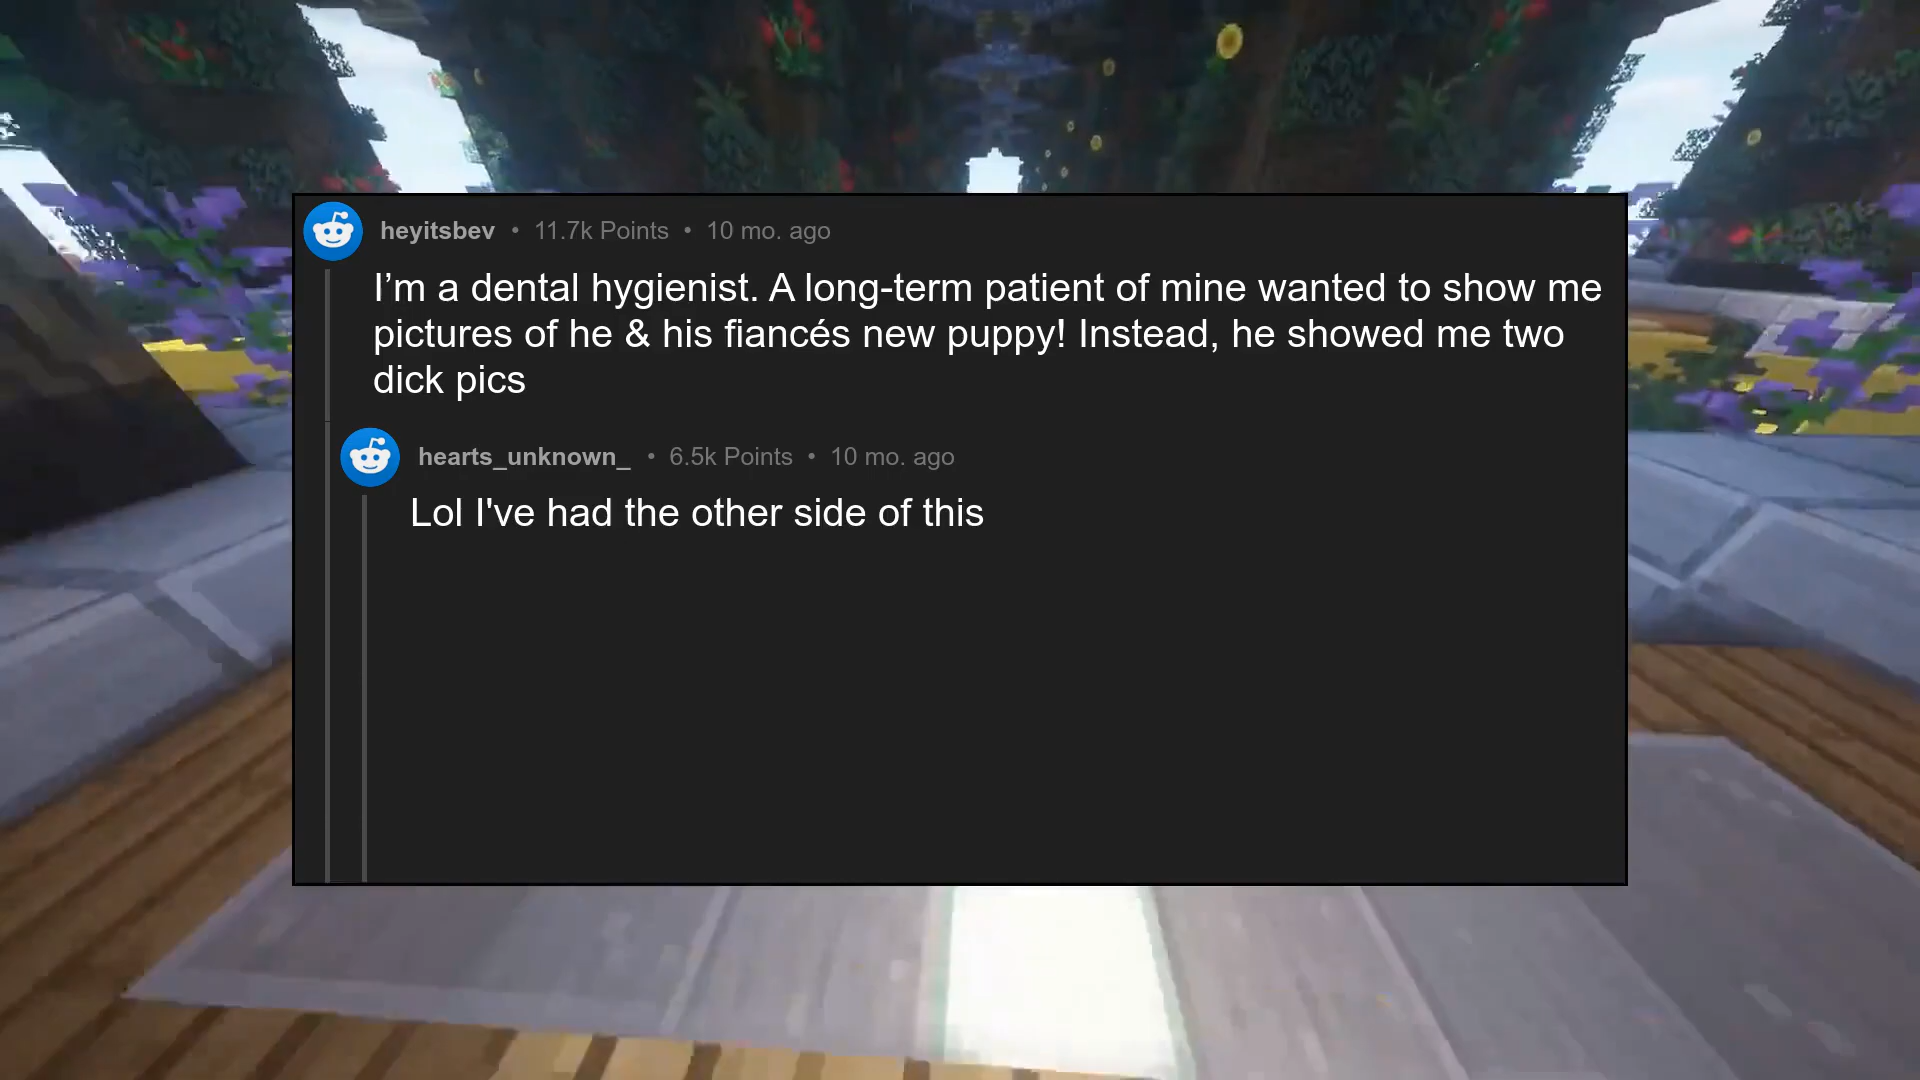 heyitsbev • 11.7k Points • 10 mo. ago
I’m a dental hygienist. A long-term patient of mine wanted to show me
pictures of he & his fiancés new puppy! Instead, he showed me two
dick pics
hearts_unknown_ • 6.5k Points • 10 mo. ago
Lol I've had the other side of this